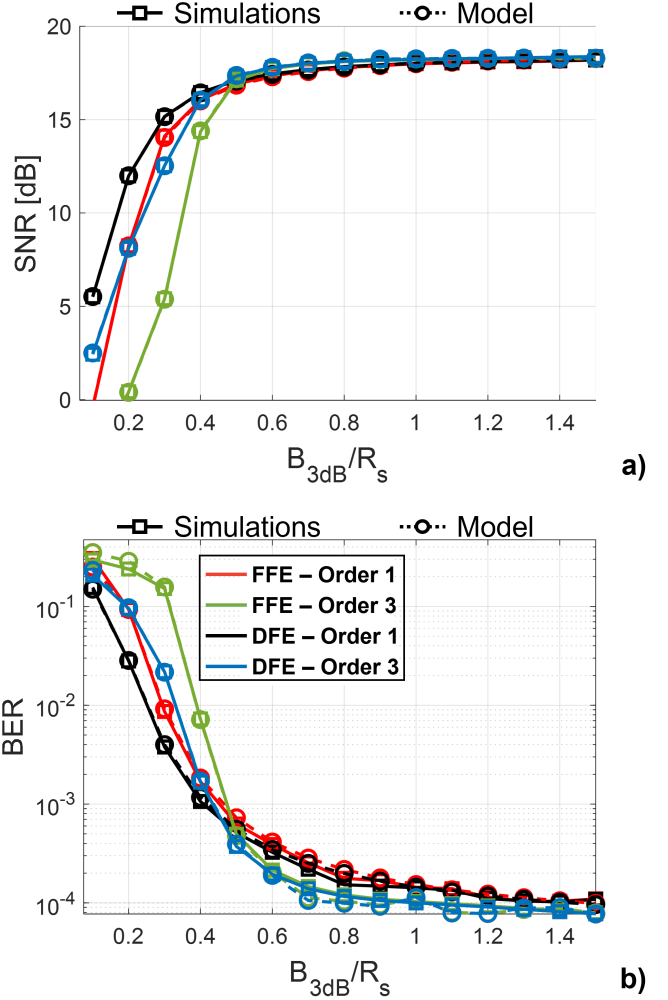 Simulations Model
20
15
10
5
0
SNR [dB]
0.2 0.4 0.6 0.8 1 1.2 1.4
B3dB/Rs
a)
Simulations Model
FFE – Order 1
FFE – Order 3
DFE – Order 1
DFE – Order 3
10-1
10-2
10-3
10-4
BER
0.2 0.4 0.6 0.8 1 1.2 1.4
B3dB/Rs
b)